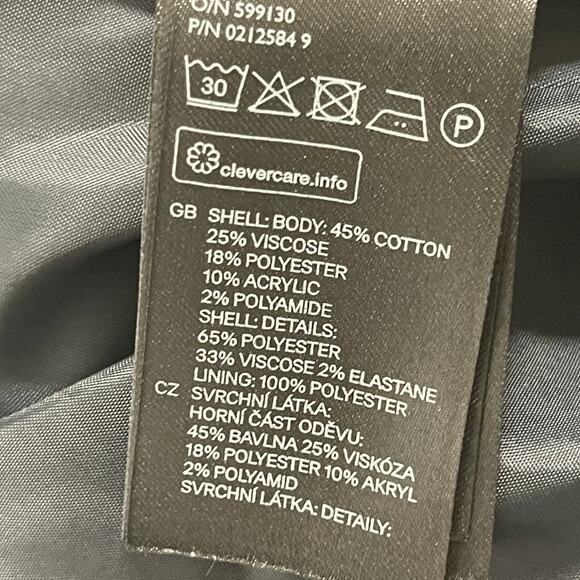 O/N 599130
P/N 0212584 9
30 P
clevercare.info
GB SHELL: BODY: 45% COTTON
25% VISCOSE
18% POLYESTER
10% ACRYLIC
2% POLYAMIDE
SHELL: DETAILS:
65% POLYESTER
33% VISCOSE 2% ELASTANE
LINING: 100% POLYESTER
CZ SVRCHNÍ LÁTKA:
HORNÍ ČÁST ODĚVU:
45% BAVLNA 25% VISKÓZA
18% POLYESTER 10% AKRYL
2% POLYAMID
SVRCHNÍ LÁTKA: DETAILY: